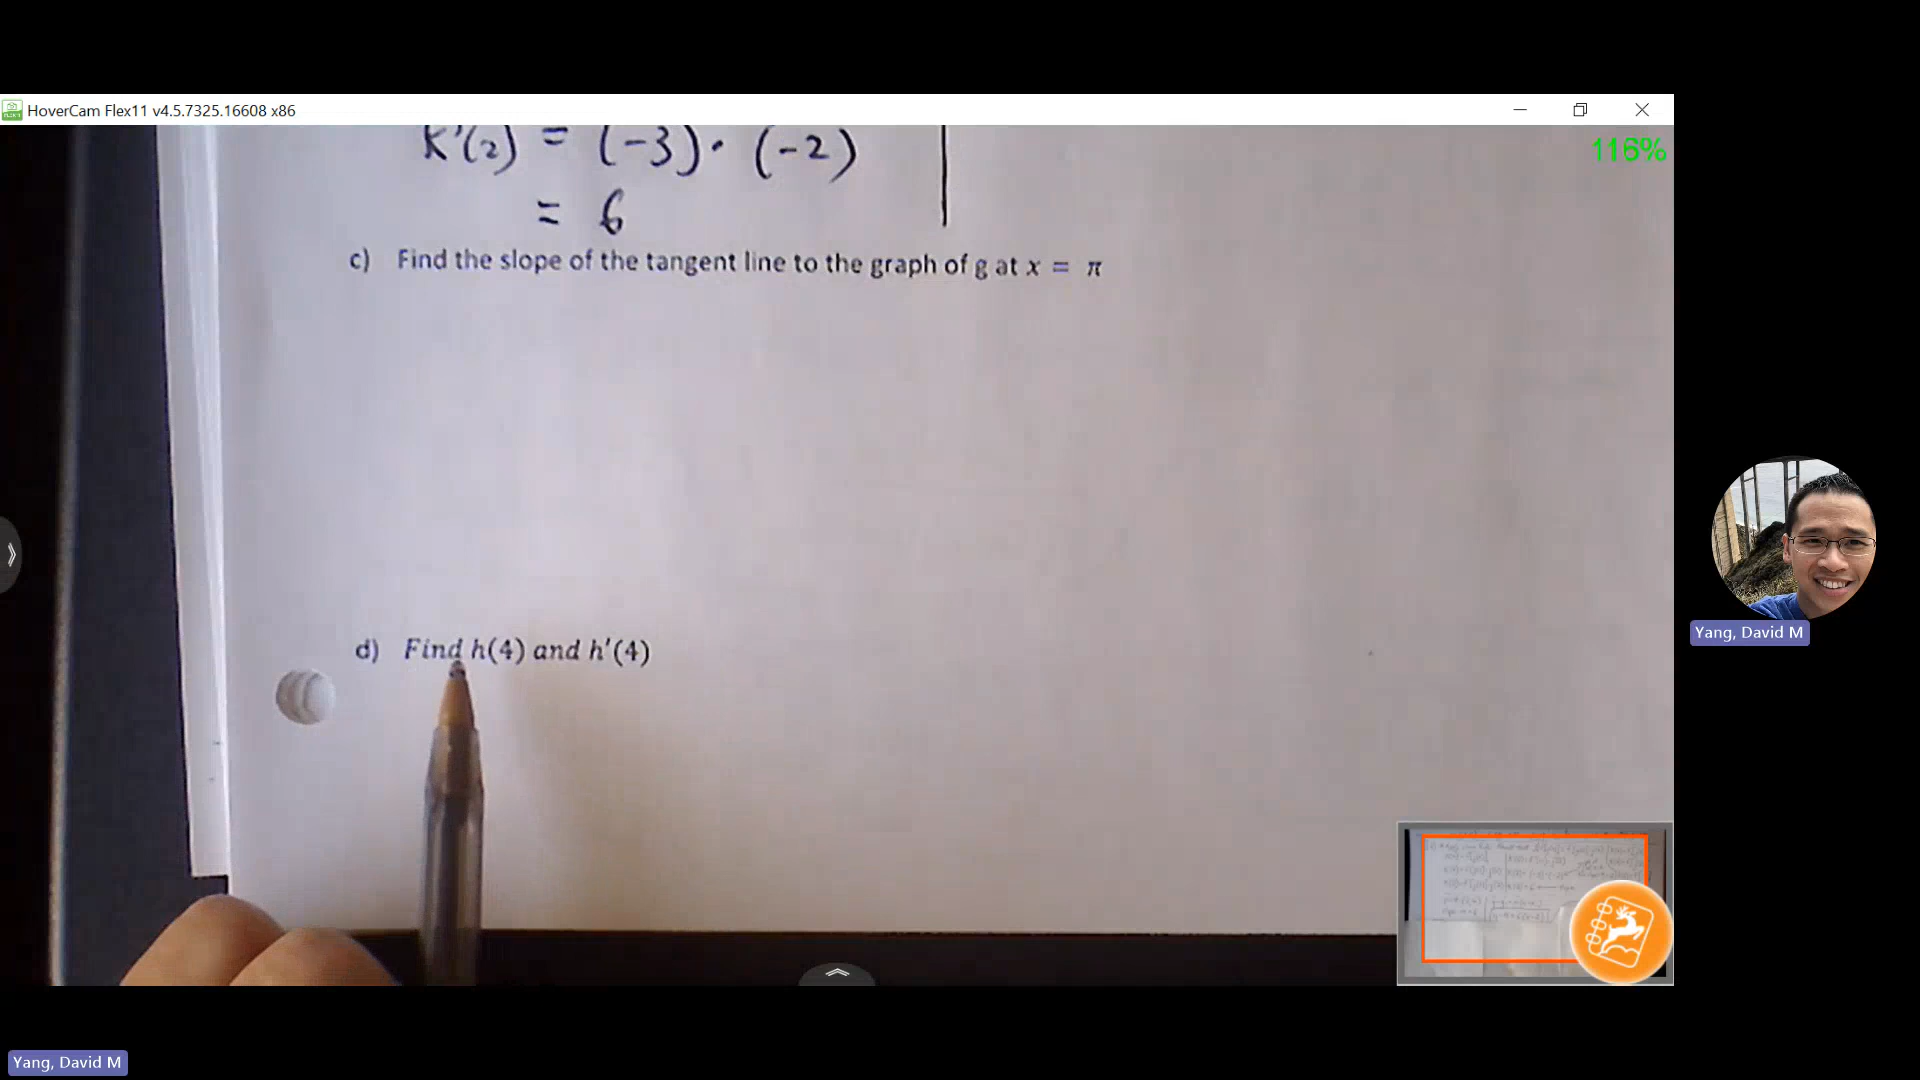 HoverCam Flex11 v4.5.7325.16608 x86
116%
K'(2) = (-3) · (-2)
= 6
c) Find the slope of the tangent line to the graph of g at x = π
d) Find h(4) and h'(4)
Yang, David M
Yang, David M